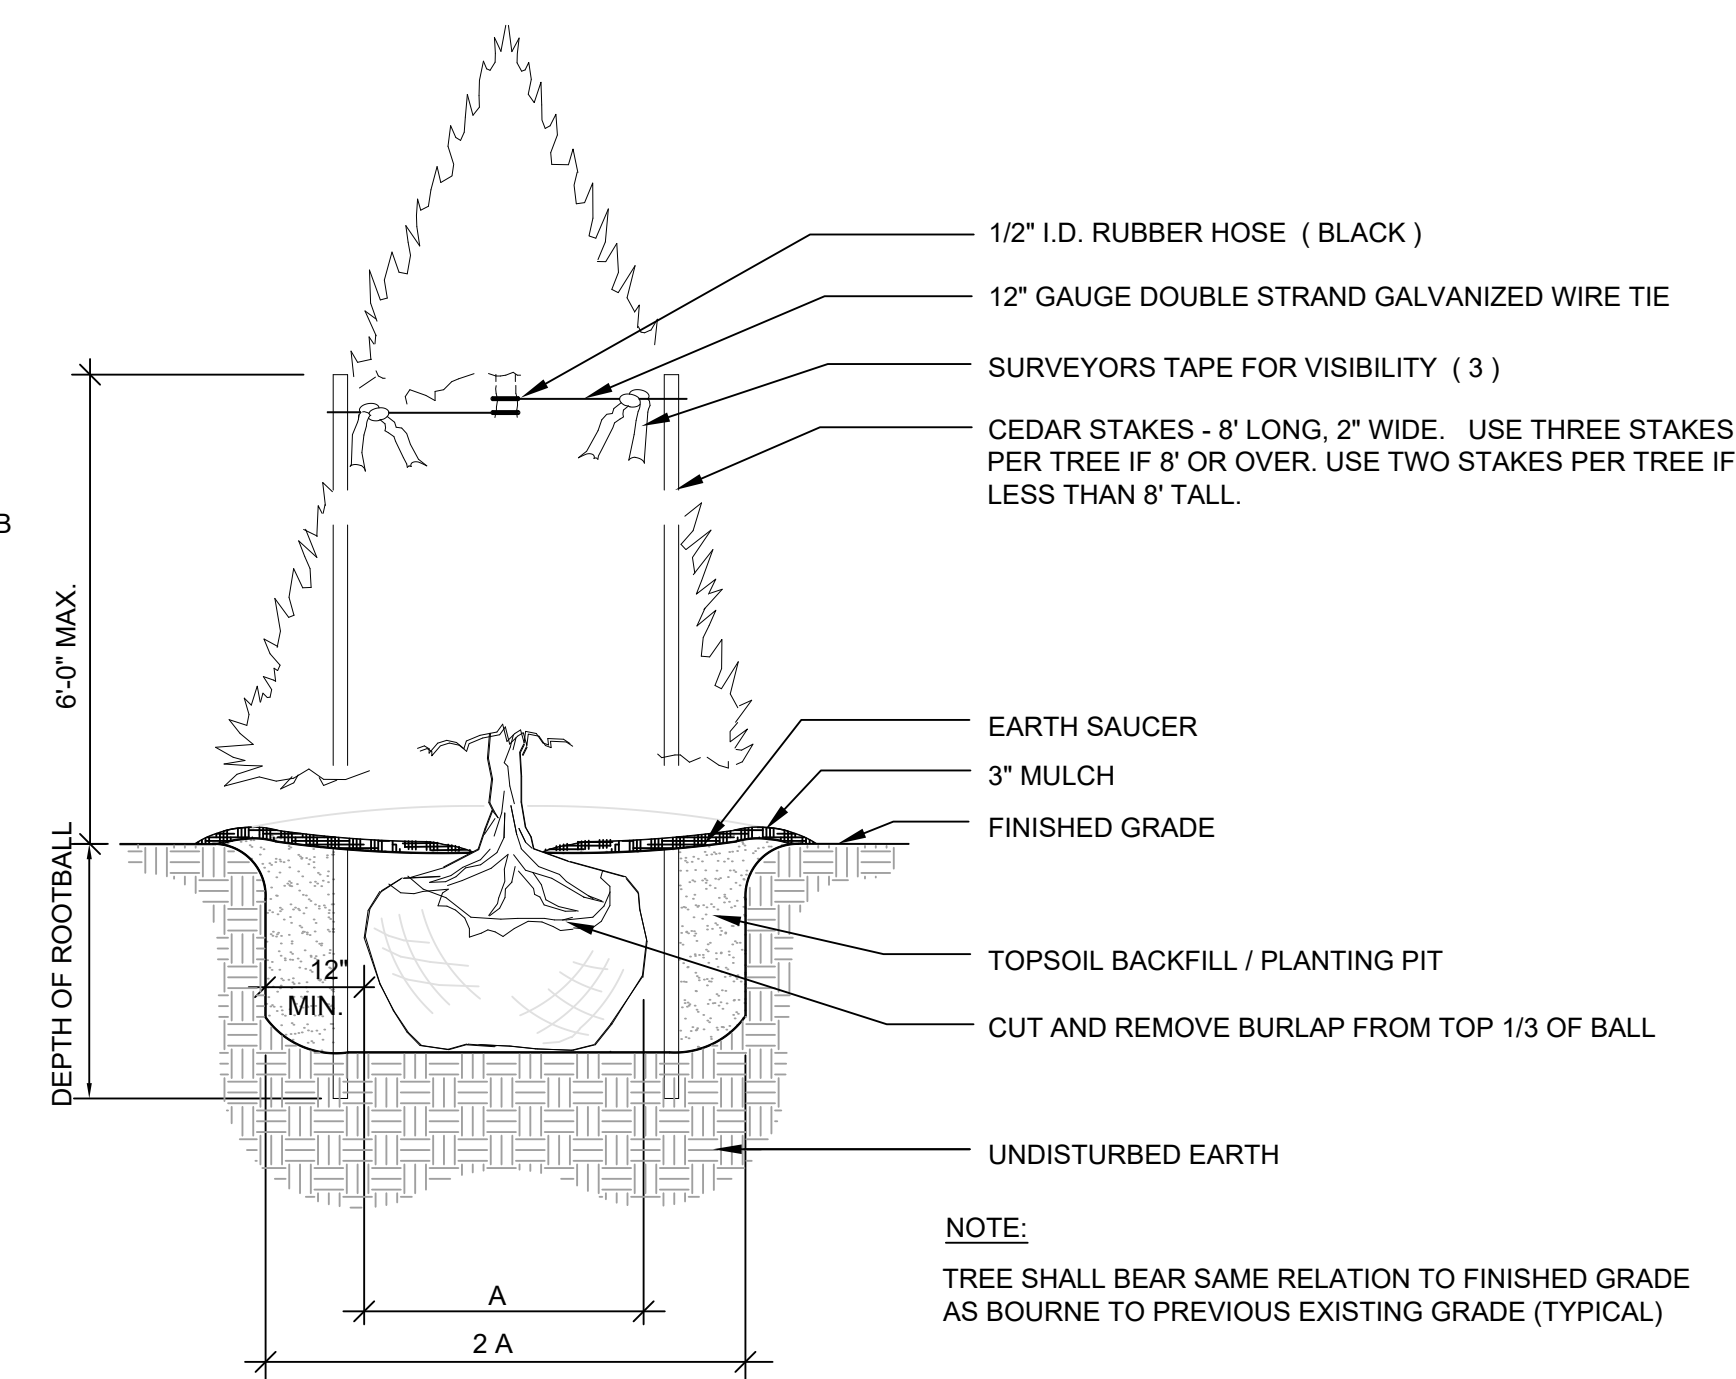 1/2" I.D. RUBBER HOSE ( BLACK )
12" GAUGE DOUBLE STRAND GALVANIZED WIRE TIE
SURVEYORS TAPE FOR VISIBILITY ( 3 )
CEDAR STAKES - 8' LONG, 2" WIDE. USE THREE STAKES
PER TREE IF 8' OR OVER. USE TWO STAKES PER TREE IF
LESS THAN 8' TALL.
B
6'-0" MAX.
EARTH SAUCER
3" MULCH
FINISHED GRADE
DEPTH OF ROOTBALL
12"
MIN.
TOPSOIL BACKFILL / PLANTING PIT
CUT AND REMOVE BURLAP FROM TOP 1/3 OF BALL
UNDISTURBED EARTH
NOTE:
TREE SHALL BEAR SAME RELATION TO FINISHED GRADE
AS BOURNE TO PREVIOUS EXISTING GRADE (TYPICAL)
A
2 A